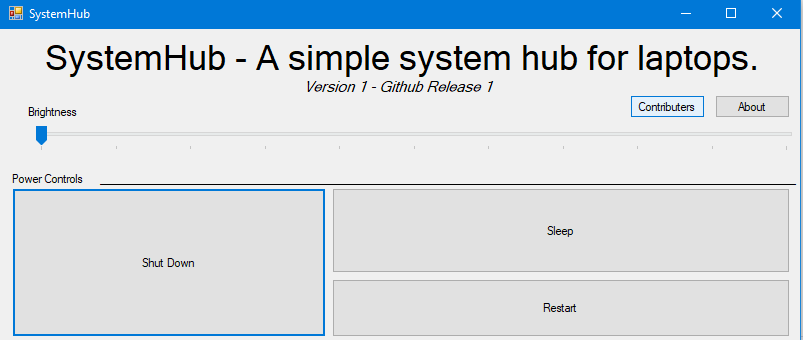 SystemHub
SystemHub - A simple system hub for laptops.
Version 1 - Github Release 1
Brightness
Contributers
About
Power Controls
Shut Down
Sleep
Restart